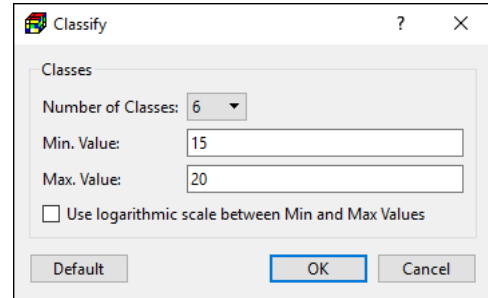 Classify ? ×
Classes
Number of Classes: 6
Min. Value: 15
Max. Value: 20
Use logarithmic scale between Min and Max Values
Default OK Cancel